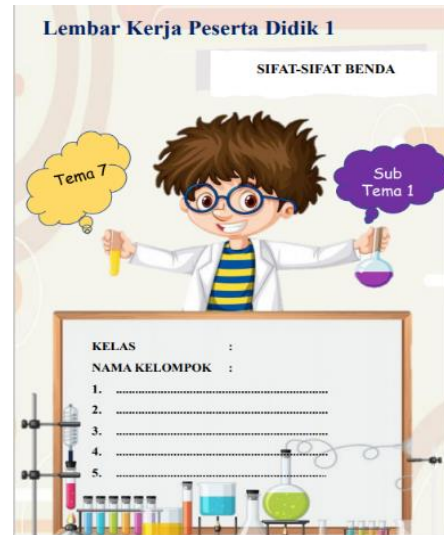 Lembar Kerja Peserta Didik 1
SIFAT-SIFAT BENDA
Tema 7
Sub
Tema 1
KELAS :
NAMA KELOMPOK :
1. ........................................................
2. ........................................................
3. ........................................................
4. ........................................................
5. ........................................................